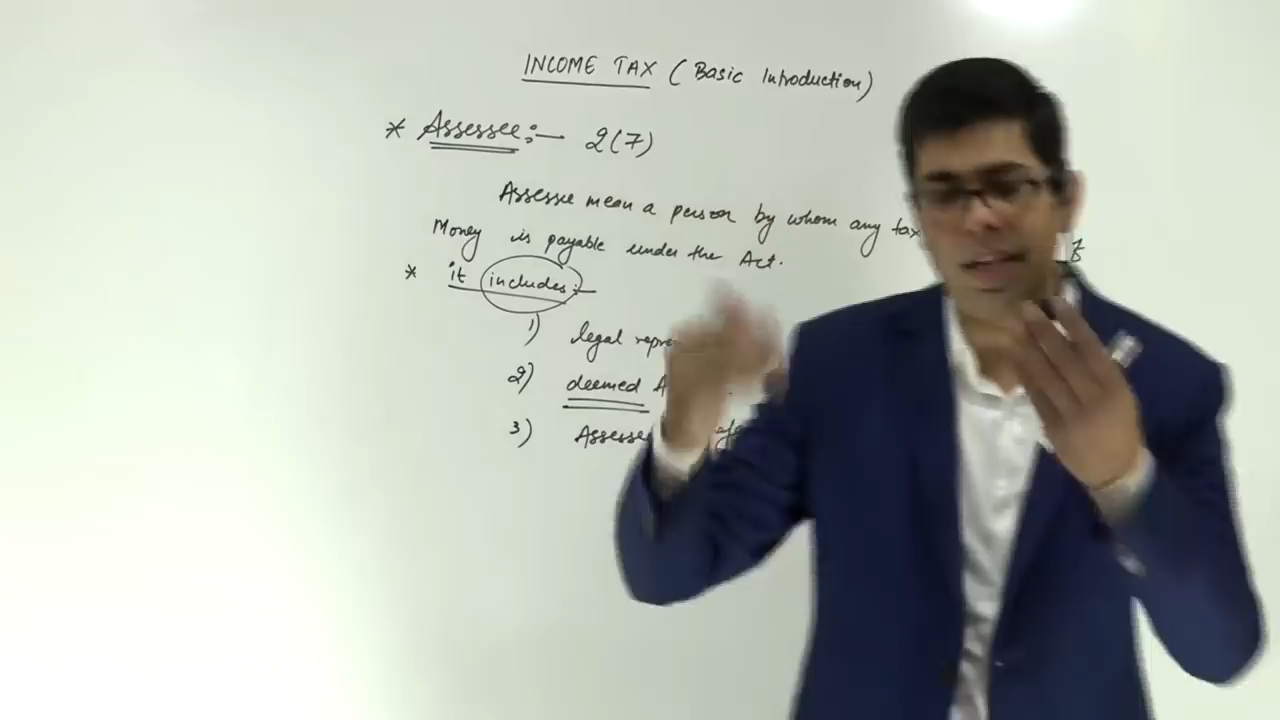 INCOME TAX (Basic Introduction)
* Assessee :- 2(7)
Assessee mean a person by whom any tax
Money is payable under the Act.
* it includes :-
1) legal
2) deemed
3) Assessee